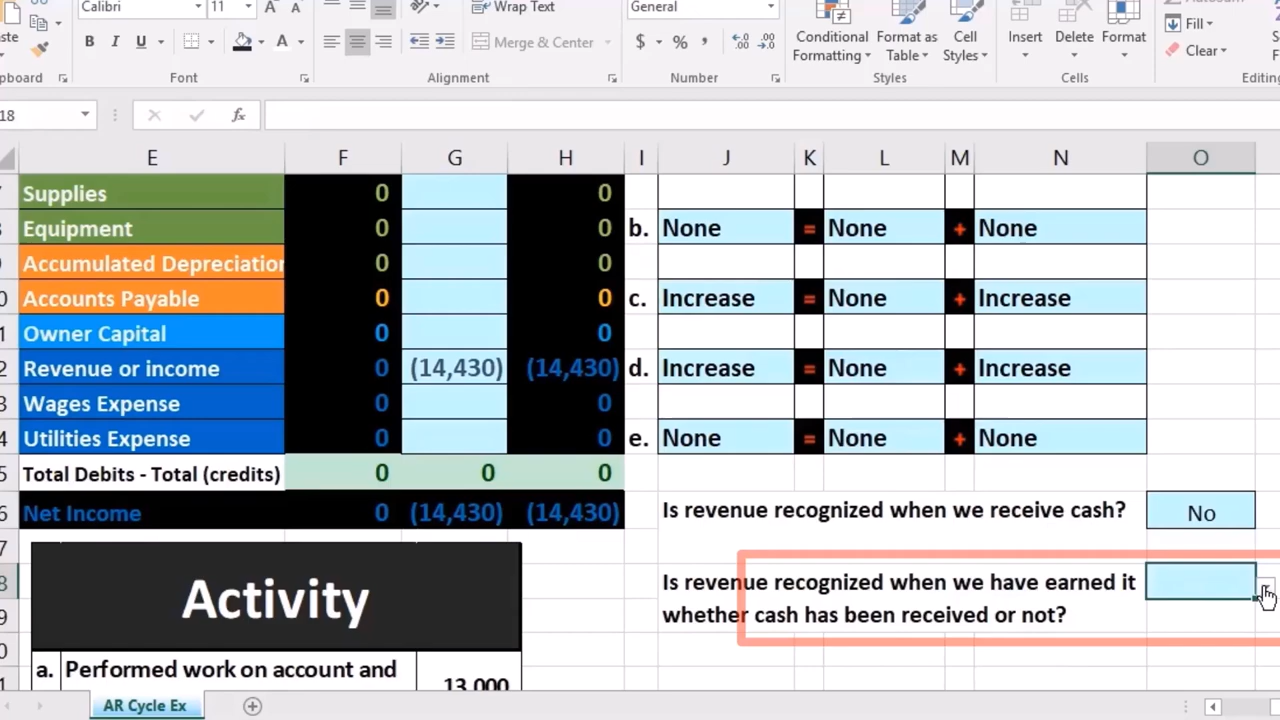 Calibri 11 A A Wrap Text General Fill
B I U A Merge & Center $ % , Conditional Formatting Format as Table Cell Styles Insert Delete Format Clear
Font Alignment Number Styles Cells
18 fx
E F G H I J K L M N O
Supplies 0 0
Equipment 0 0 b. None = None + None
Accumulated Depreciation 0 0
Accounts Payable 0 0 c. Increase = None + Increase
Owner Capital 0 0
Revenue or income 0 (14,430) (14,430) d. Increase = None + Increase
Wages Expense 0 0
Utilities Expense 0 0 e. None = None + None
Total Debits - Total (credits) 0 0 0
Net Income 0 (14,430) (14,430) Is revenue recognized when we receive cash? No
Activity
Is revenue recognized when we have earned it
whether cash has been received or not?
a. Performed work on account and 13,000
AR Cycle Ex